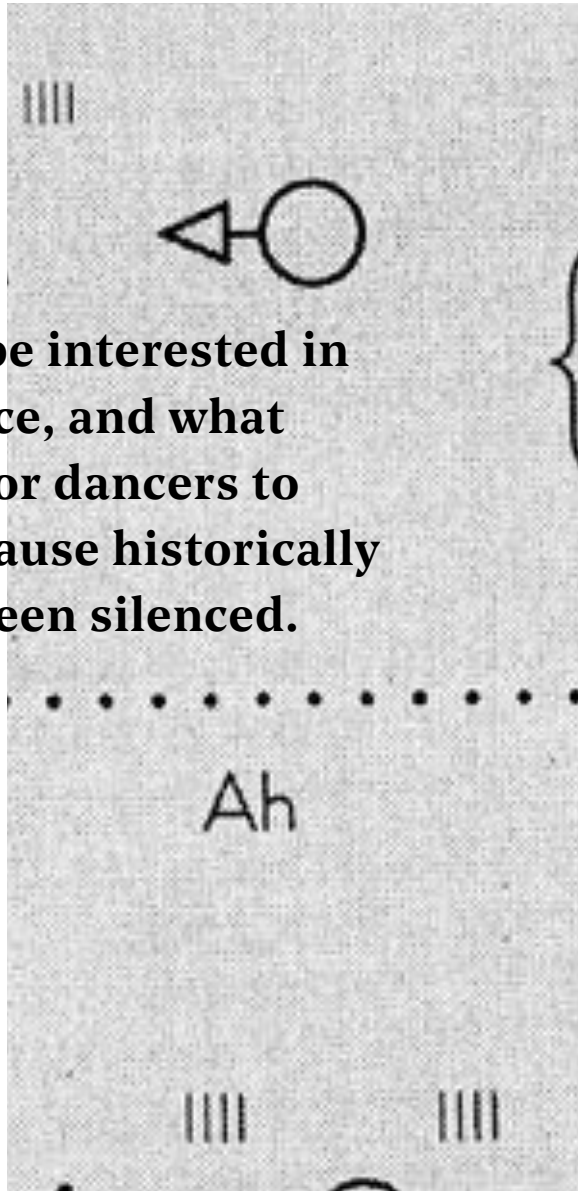 be interested in
ce, and what
or dancers to
ause historically
een silenced.
Ah